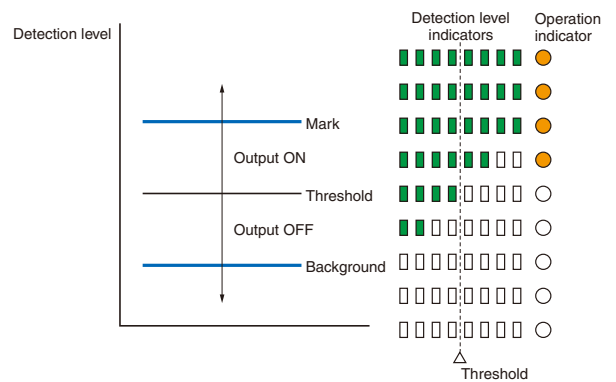 Detection level
Detection level
indicators
Operation
indicator
Mark
Output ON
Threshold
Output OFF
Background
Threshold